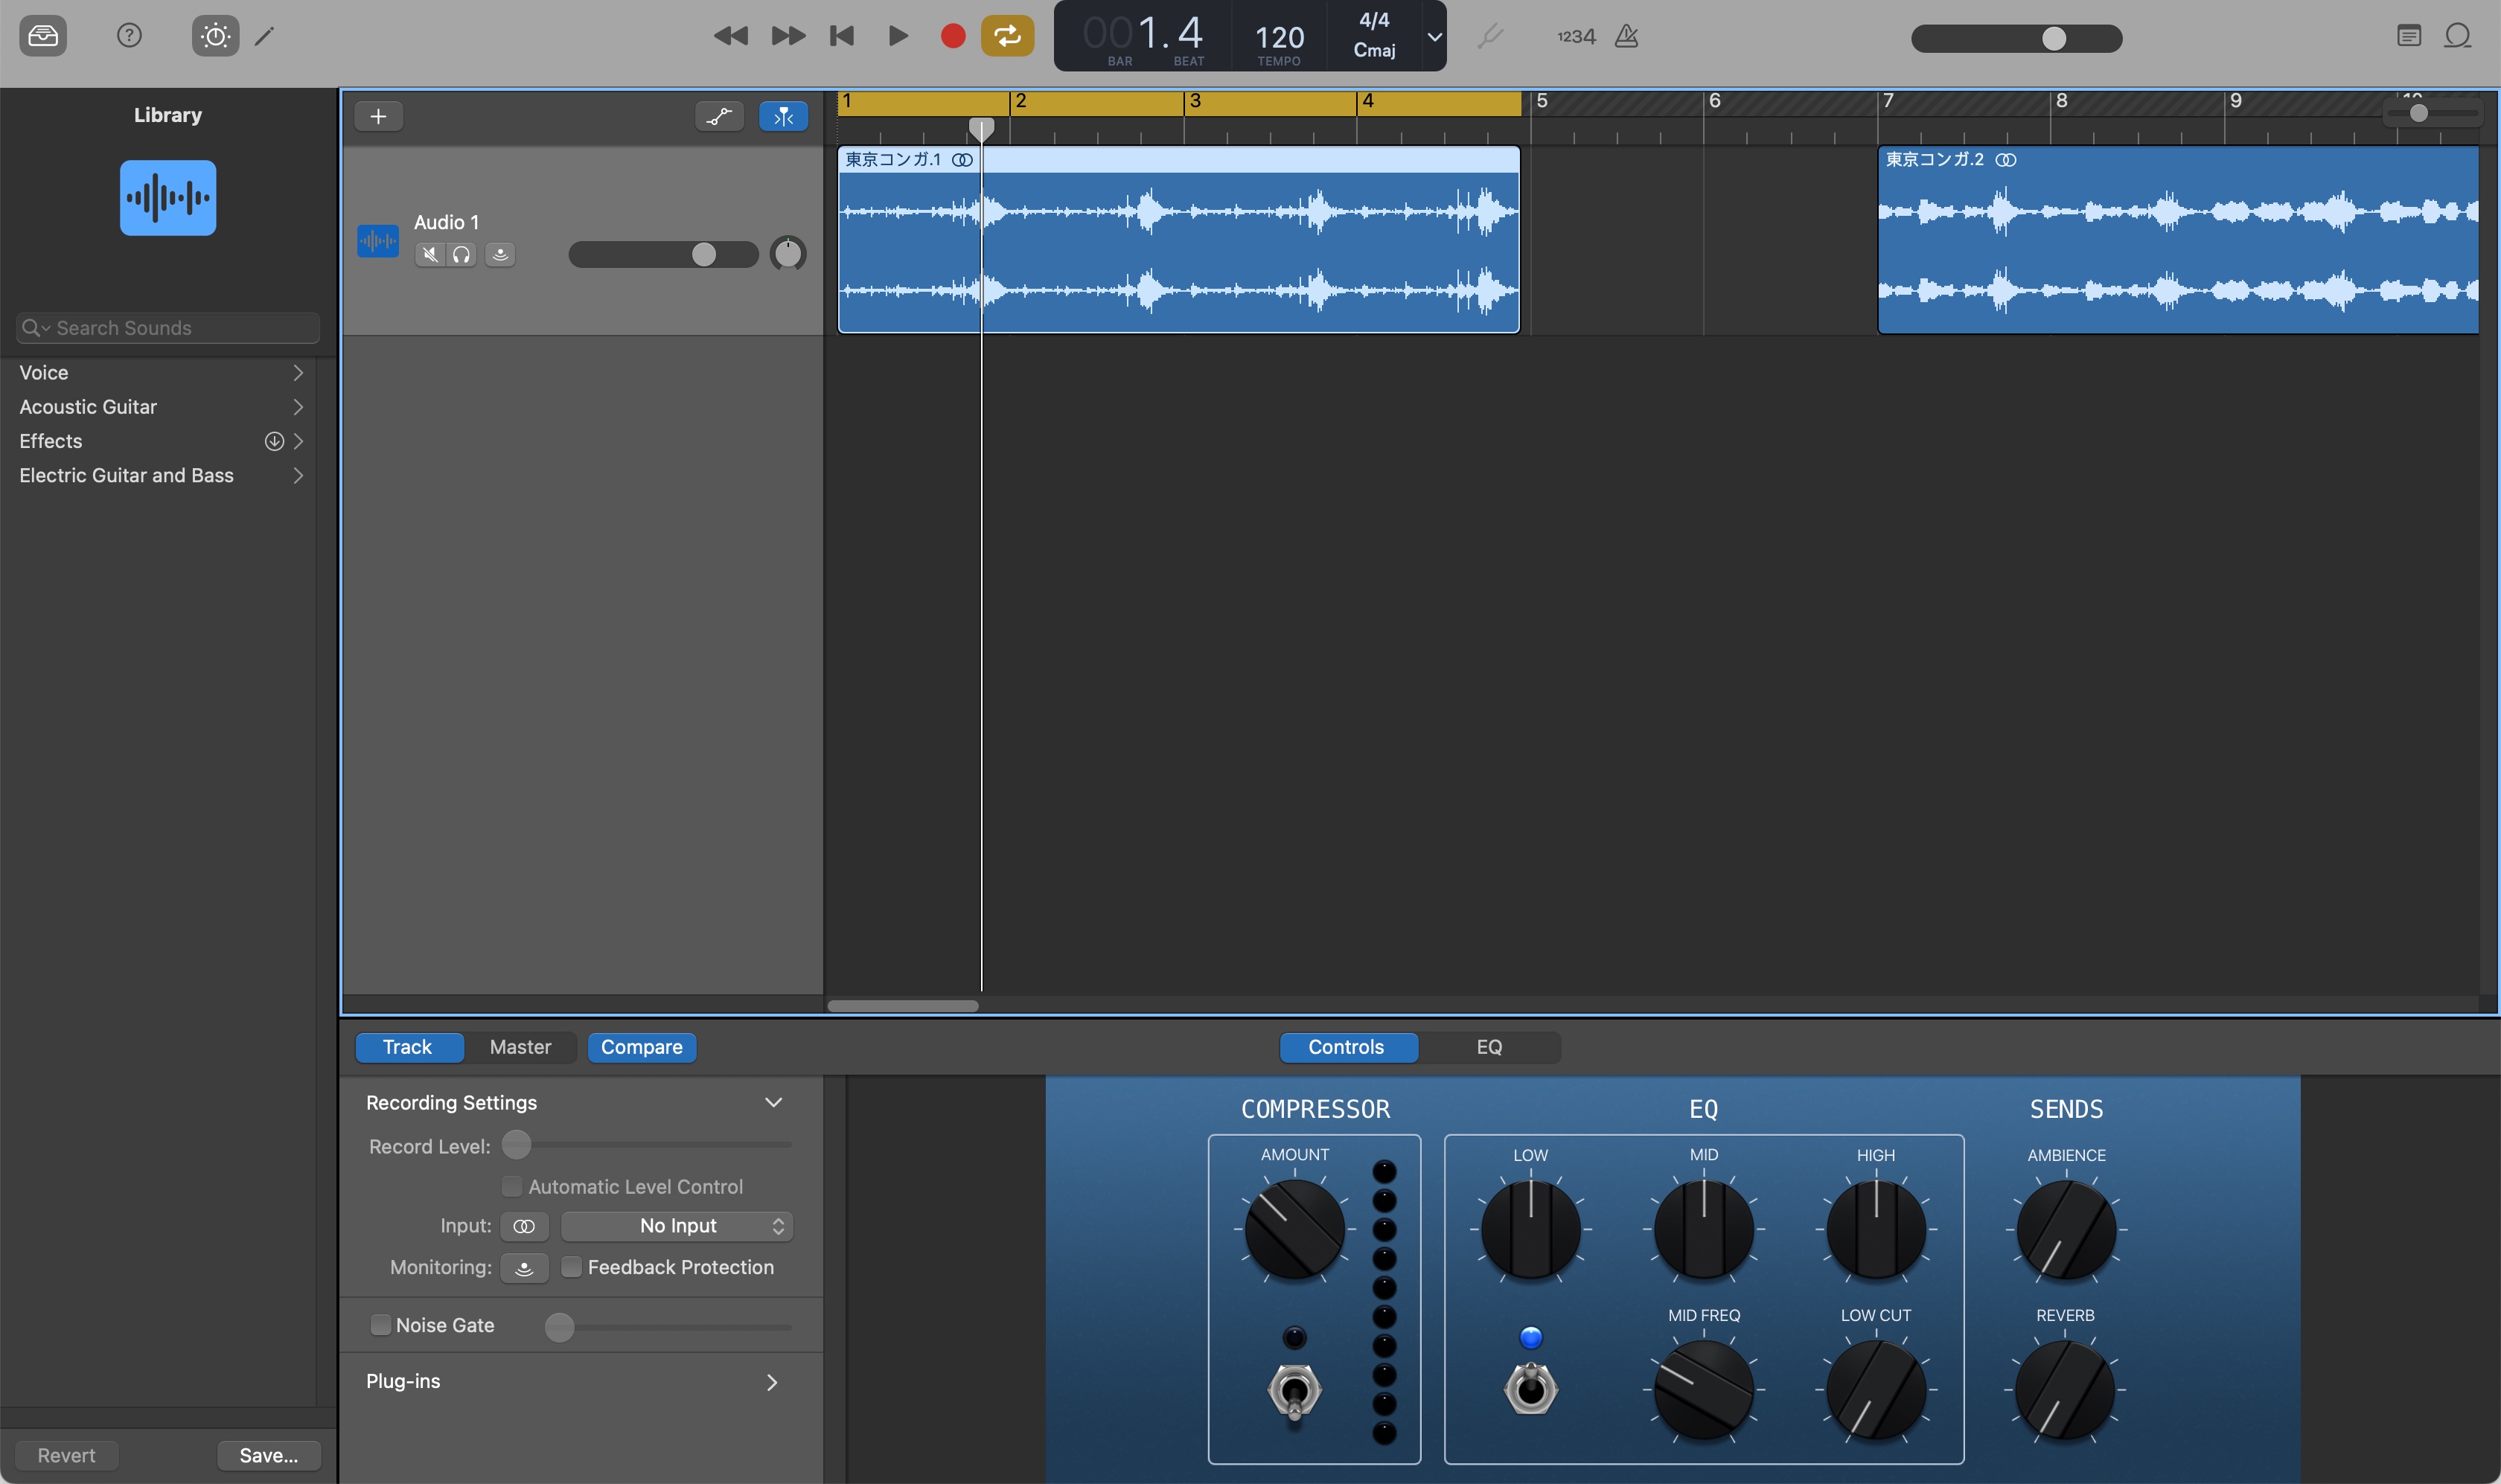 001.4
BAR
BEAT
120
TEMPO
4/4
Cmaj
1234
Library
Search Sounds
Voice
Acoustic Guitar
Effects
Electric Guitar and Bass
Revert
Save...
1 2 3 4 5 6 7 8 9
Audio 1
東京コンガ.1
東京コンガ.2
Track
Master
Compare
Controls
EQ
Recording Settings
Record Level:
Automatic Level Control
Input:
No Input
Monitoring:
Feedback Protection
Noise Gate
Plug-ins
COMPRESSOR
AMOUNT
EQ
LOW
MID
HIGH
MID FREQ
LOW CUT
SENDS
AMBIENCE
REVERB